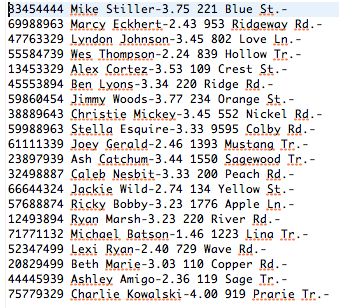 83454444 Mike Stiller-3.75 221 Blue St.-
69988963 Marcy Eckhert-2.43 953 Ridgeway Rd.-
47763329 Lyndon Johnson-3.45 802 Love Ln.-
55584739 Wes Thompson-2.24 839 Hollow Tr.-
13453329 Alex Cortez-3.53 109 Crest St.-
45553894 Ben Lyons-3.34 220 Ridge Rd.-
59860454 Jimmy Woods-3.77 234 Orange St.-
38889643 Christie Mickey-3.45 552 Nickel Rd.-
59988963 Stella Esquire-3.33 9595 Colby Rd.-
61111339 Joey Gerald-2.46 1393 Mustang Tr.-
23897939 Ash Catchum-3.44 1550 Sagewood Tr.-
32498887 Caleb Nesbit-3.33 200 Peach Rd.-
66644324 Jackie Wild-2.74 134 Yellow St.-
57688874 Ricky Bobby-3.23 1776 Apple Ln.-
12493894 Ryan Marsh-3.23 220 River Rd.-
71771132 Michael Batson-1.46 1223 Lina Tr.-
52347499 Lexi Ryan-2.40 729 Wave Rd.-
20829499 Beth Marie-3.03 110 Copper Rd.-
44445939 Ashley Amigo-2.36 119 Sage Tr.-
75779329 Charlie Kowalski-4.00 919 Prarie Tr.-